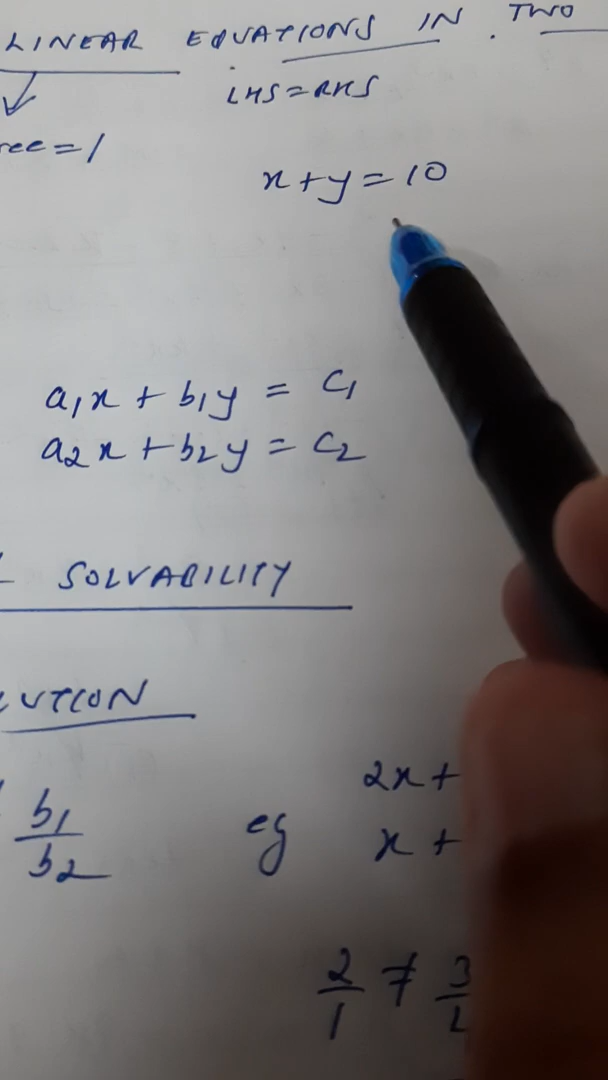 LINEAR EQUATIONS IN TWO
LHS = RHS
ree = 1
x + y = 10
a₁x + b₁y = c₁
a₂x + b₂y = c₂
SOLVABILITY
UTION
b₁/b₂ eg 2x +
x +
2/1 ≠ 3/